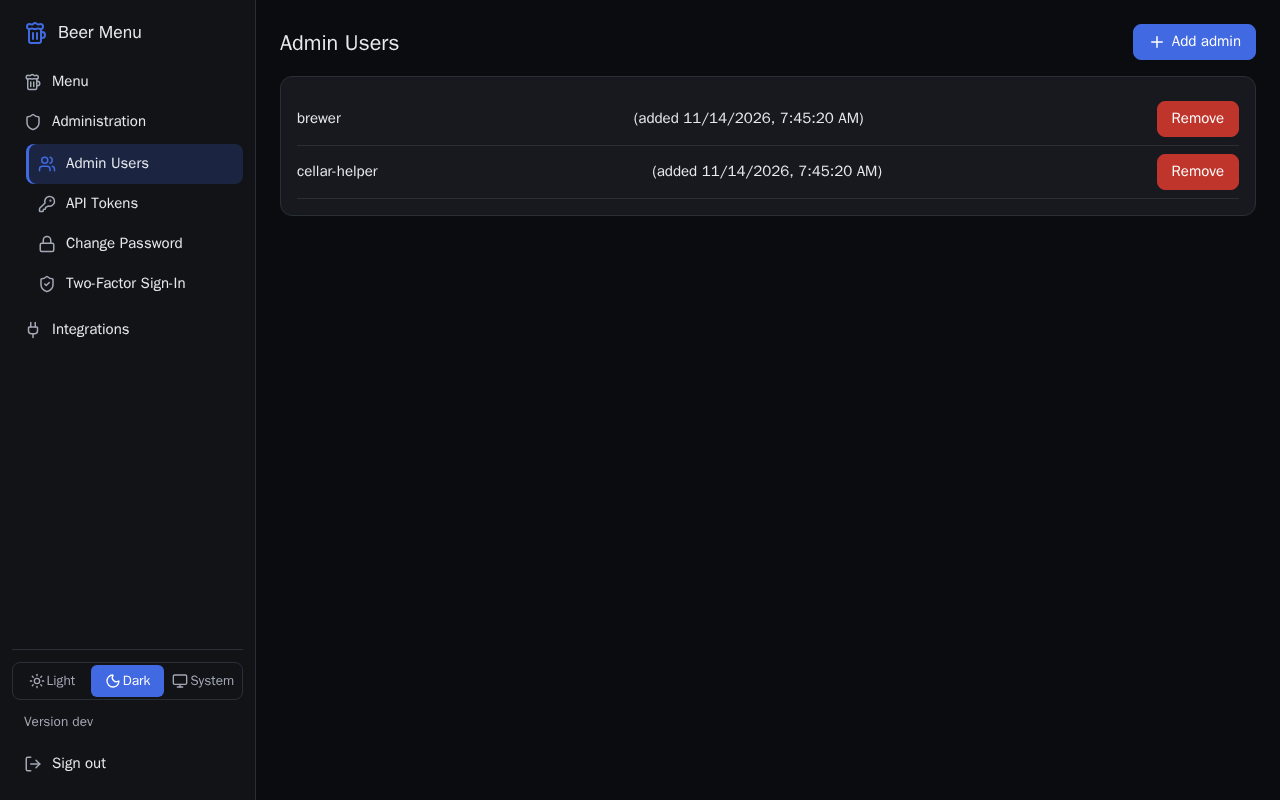 Beer Menu
Menu
Administration
Admin Users
API Tokens
Change Password
Two-Factor Sign-In
Integrations
Light Dark System
Version dev
Sign out
Admin Users
Add admin
brewer (added 11/14/2026, 7:45:20 AM) Remove
cellar-helper (added 11/14/2026, 7:45:20 AM) Remove